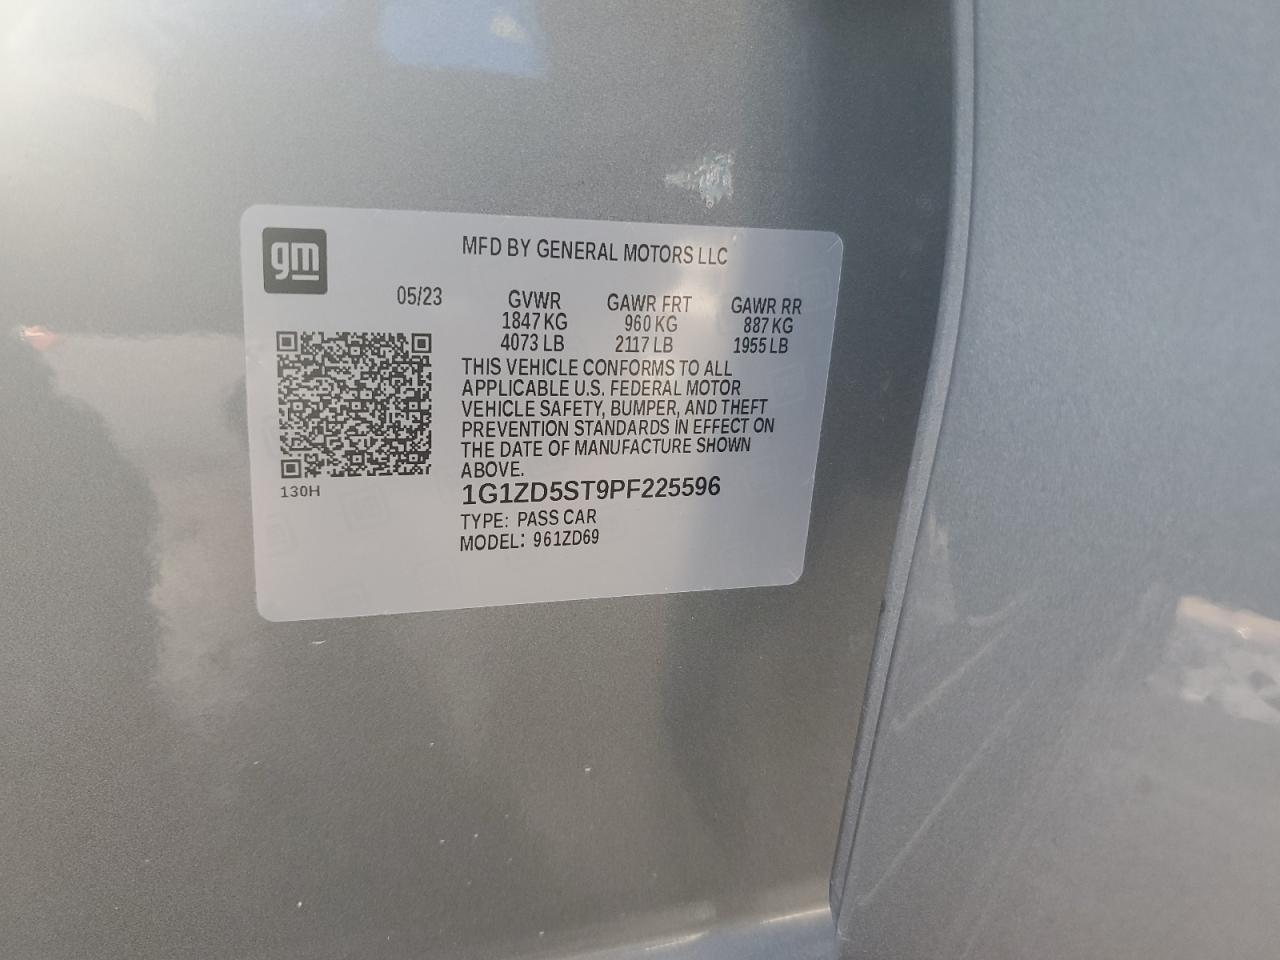 gm
MFD BY GENERAL MOTORS LLC
05/23 GVWR GAWR FRT GAWR RR
1847 KG 960 KG 887 KG
4073 LB 2117 LB 1955 LB
THIS VEHICLE CONFORMS TO ALL
APPLICABLE U.S. FEDERAL MOTOR
VEHICLE SAFETY, BUMPER, AND THEFT
PREVENTION STANDARDS IN EFFECT ON
THE DATE OF MANUFACTURE SHOWN
ABOVE.
130H
1G1ZD5ST9PF225596
TYPE: PASS CAR
MODEL: 961ZD69